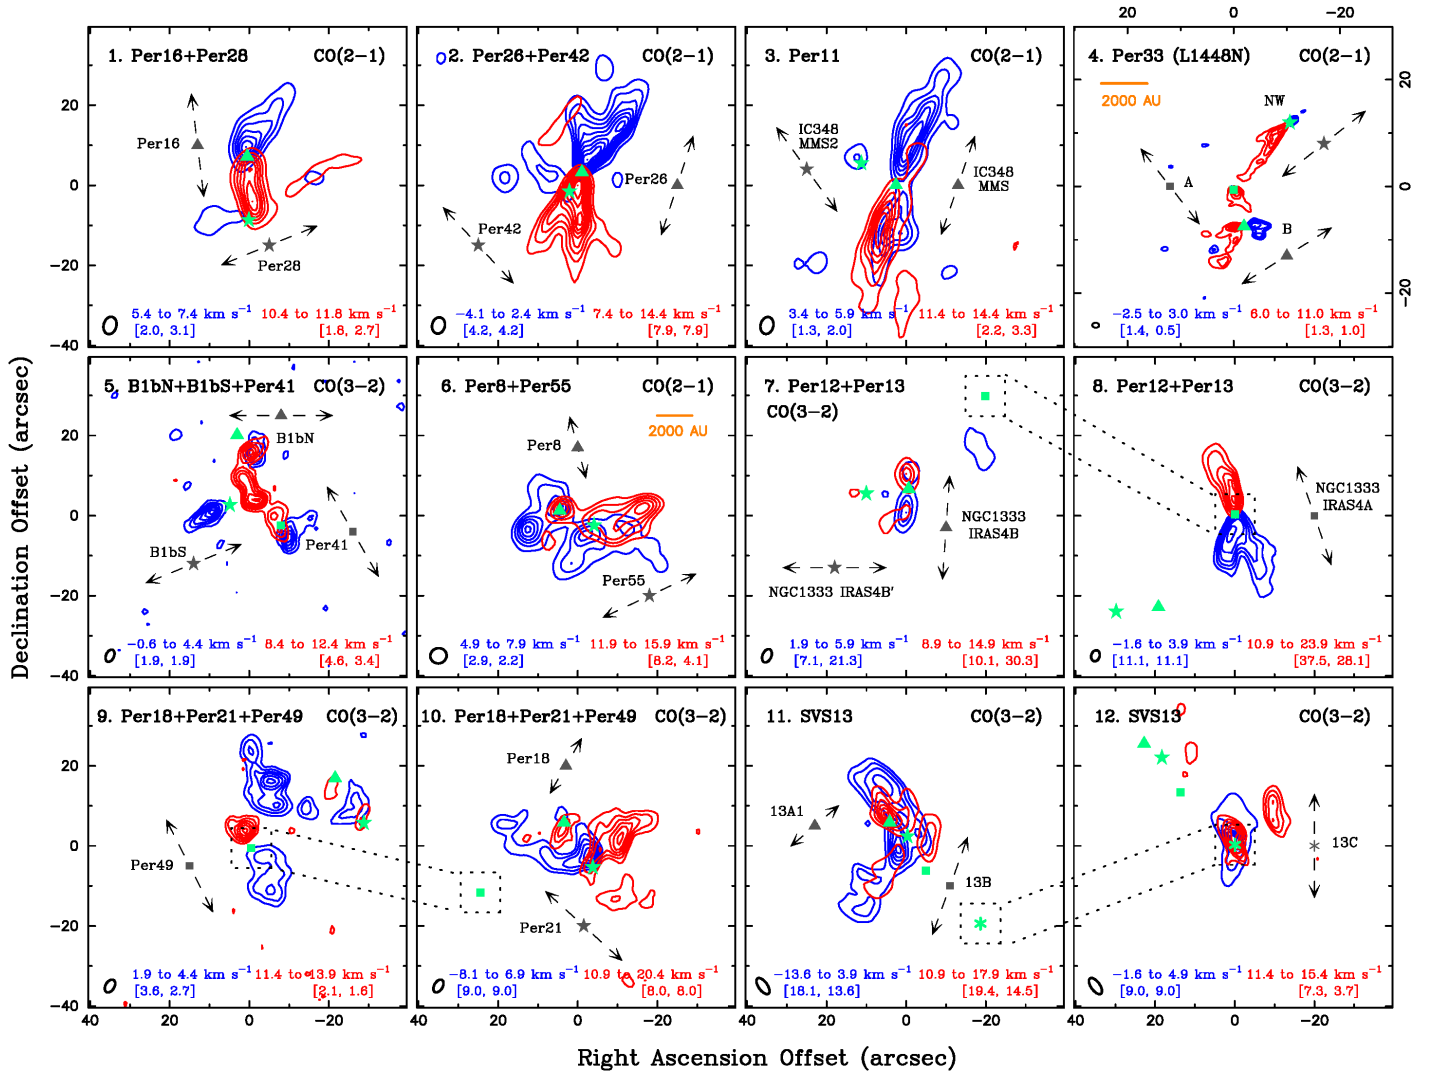 20 0 −20
1. Per16+Per28 CO(2−1)
Per16
Per28
5.4 to 7.4 km s−1 10.4 to 11.8 km s−1
[2.0, 3.1] [1.8, 2.7]
2. Per26+Per42 CO(2−1)
Per26
Per42
−4.1 to 2.4 km s−1 7.4 to 14.4 km s−1
[4.2, 4.2] [7.9, 7.9]
3. Per11 CO(2−1)
IC348
MMS2
IC348
MMS
3.4 to 5.9 km s−1 11.4 to 14.4 km s−1
[1.3, 2.0] [2.2, 3.3]
4. Per33 (L1448N) CO(2−1)
2000 AU
NW
A
B
−2.5 to 3.0 km s−1 6.0 to 11.0 km s−1
[1.4, 0.5] [1.3, 1.0]
20
0
−20
20
0
−20
−40
5. B1bN+B1bS+Per41 CO(3−2)
B1bN
B1bS
Per41
−0.6 to 4.4 km s−1 8.4 to 12.4 km s−1
[1.9, 1.9] [4.6, 3.4]
6. Per8+Per55 CO(2−1)
2000 AU
Per8
Per55
4.9 to 7.9 km s−1 11.9 to 15.9 km s−1
[2.9, 2.2] [8.2, 4.1]
7. Per12+Per13
CO(3−2)
NGC1333
IRAS4B
NGC1333 IRAS4B'
1.9 to 5.9 km s−1 8.9 to 14.9 km s−1
[7.1, 21.3] [10.1, 30.3]
8. Per12+Per13 CO(3−2)
NGC1333
IRAS4A
−1.6 to 3.9 km s−1 10.9 to 23.9 km s−1
[11.1, 11.1] [37.5, 28.1]
20
0
−20
−40
9. Per18+Per21+Per49 CO(3−2)
Per49
1.9 to 4.4 km s−1 11.4 to 13.9 km s−1
[3.6, 2.7] [2.1, 1.6]
10. Per18+Per21+Per49 CO(3−2)
Per18
Per21
−8.1 to 6.9 km s−1 10.9 to 20.4 km s−1
[9.0, 9.0] [8.0, 8.0]
11. SVS13 CO(3−2)
13A1
13B
−13.6 to 3.9 km s−1 10.9 to 17.9 km s−1
[18.1, 13.6] [19.4, 14.5]
12. SVS13 CO(3−2)
13C
−1.6 to 4.9 km s−1 11.4 to 15.4 km s−1
[9.0, 9.0] [7.3, 3.7]
20
0
−20
−40
40 20 0 −20 40 20 0 −20 40 20 0 −20 40 20 0 −20
Declination Offset (arcsec)
Right Ascension Offset (arcsec)